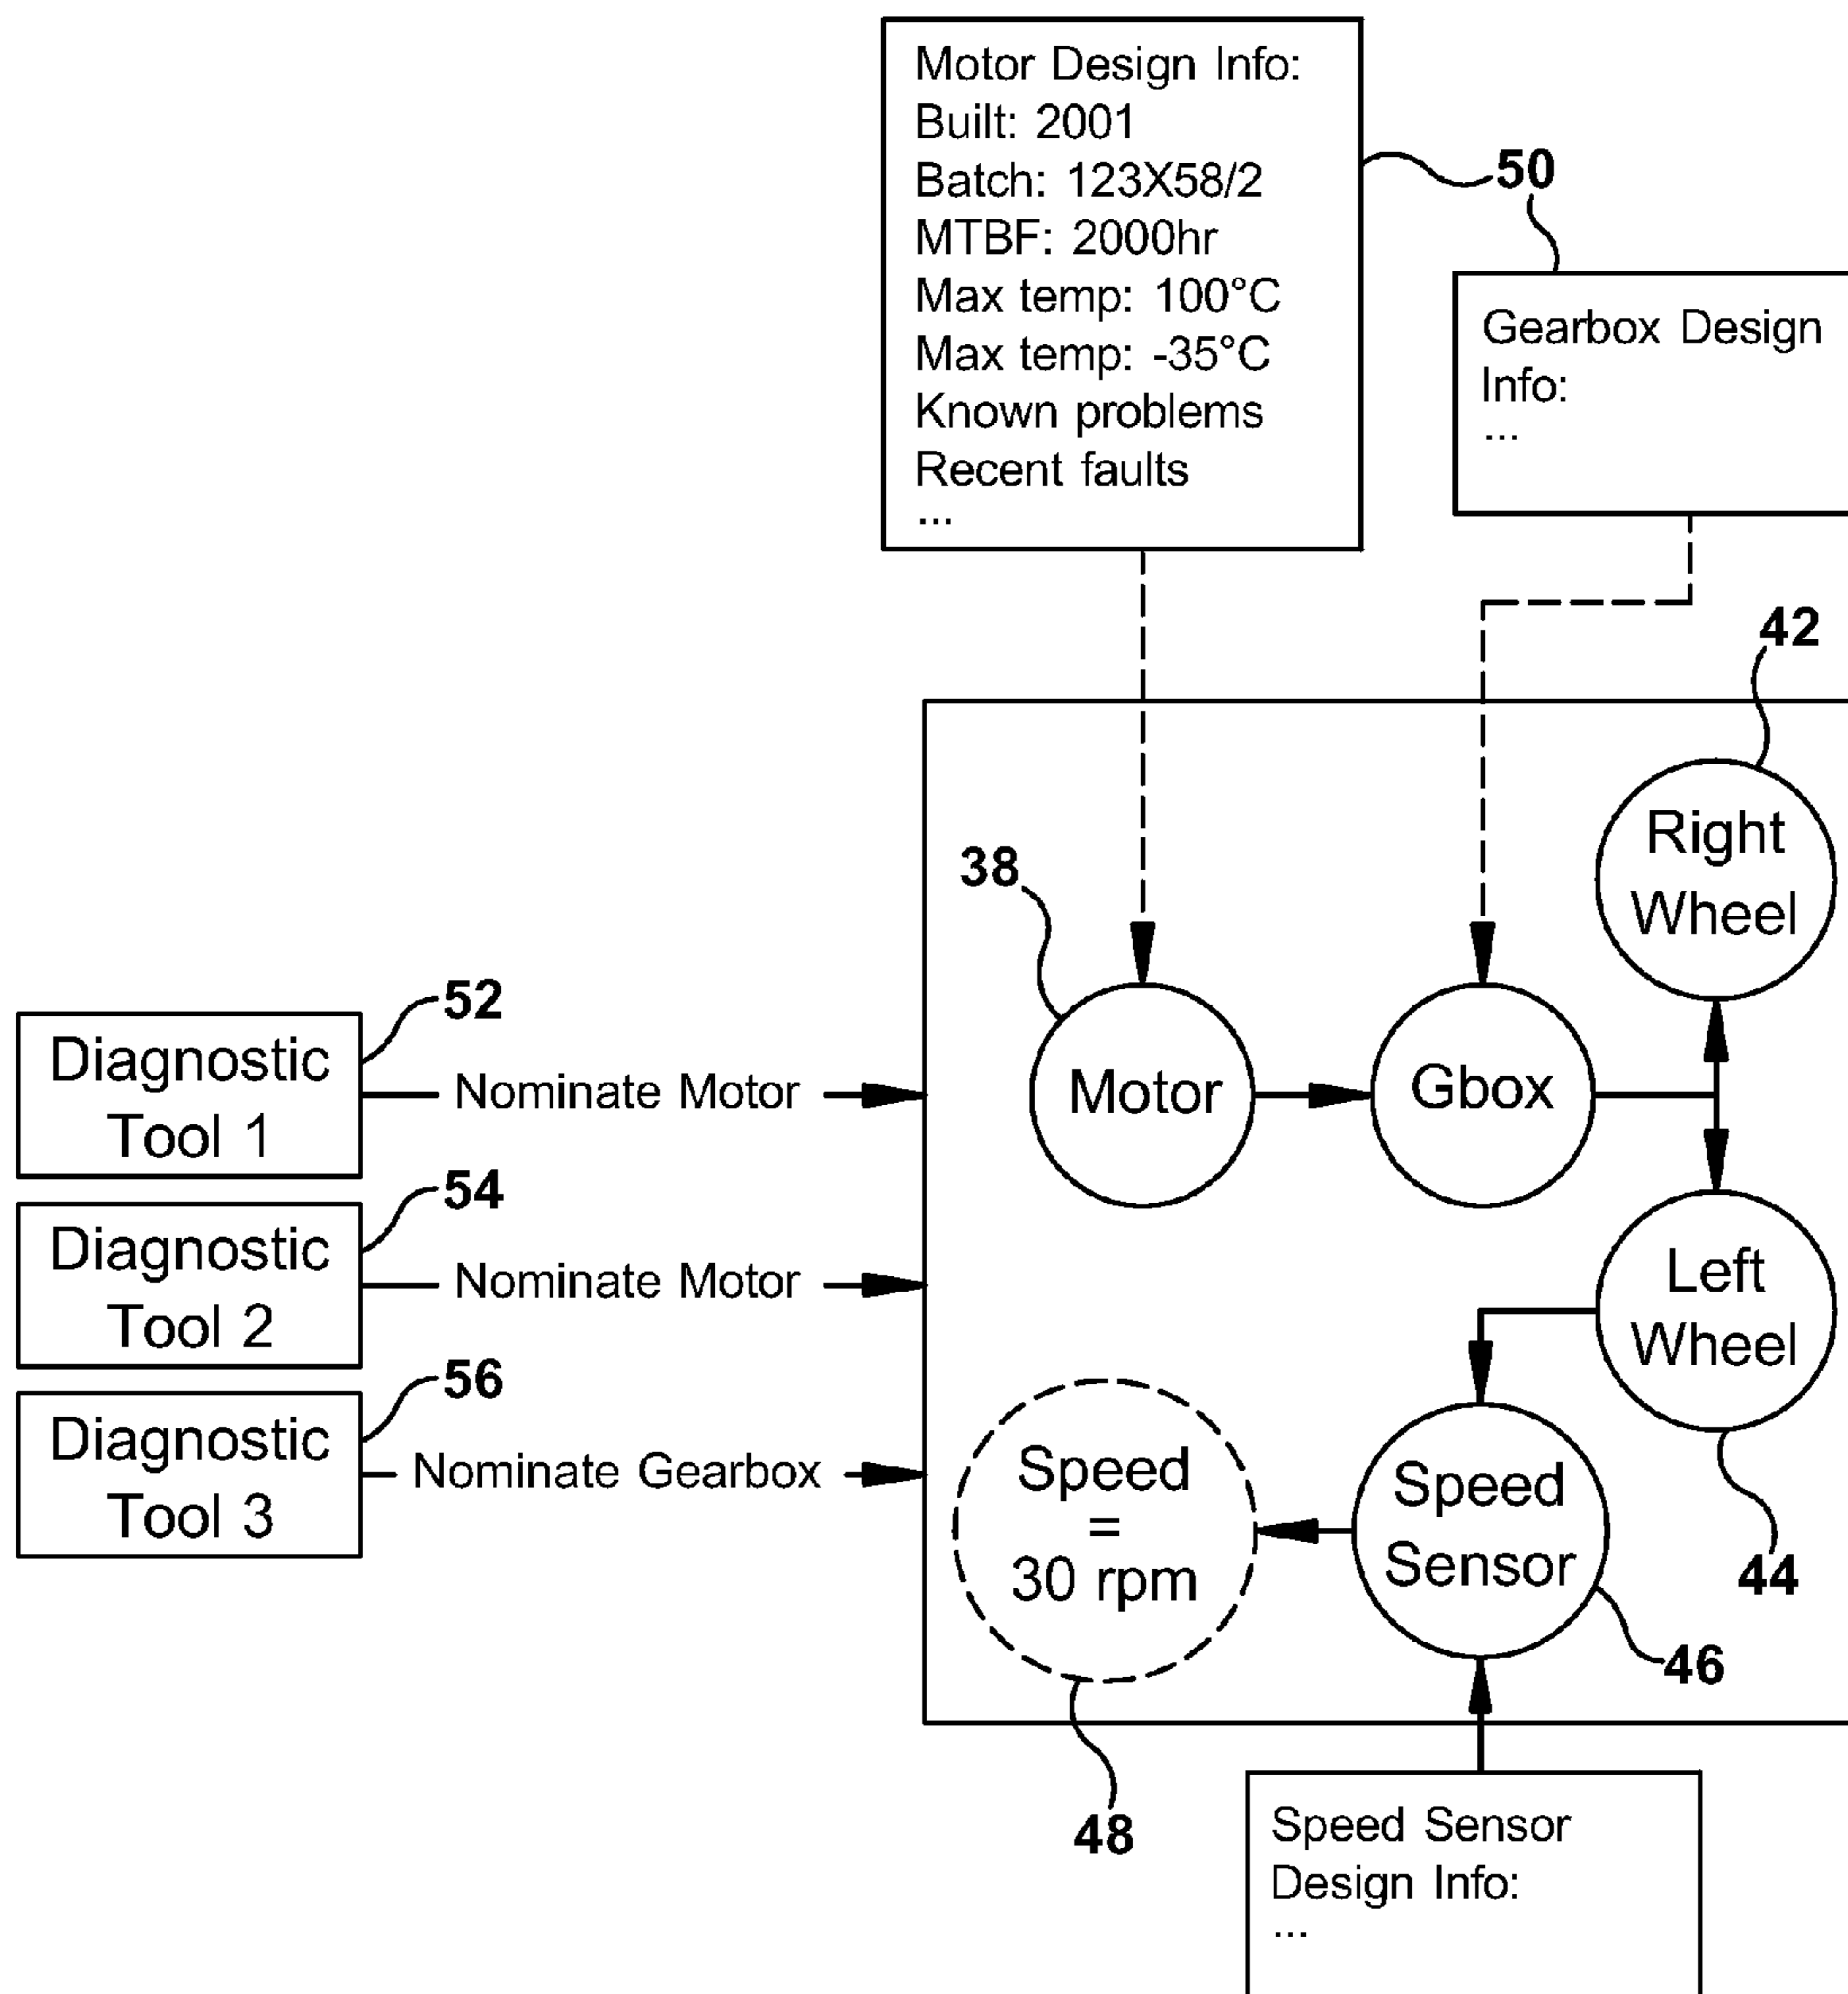 Motor Design Info:
Built: 2001
Batch: 123X58/2
MTBF: 2000hr
Max temp: 100°C
Max temp: -35°C
Known problems
Recent faults
...
50
Gearbox Design
Info:
...
42
Right
Wheel
38
Motor
Gbox
52
Diagnostic
Tool 1
Nominate Motor
54
Diagnostic
Tool 2
Nominate Motor
56
Diagnostic
Tool 3
Nominate Gearbox
Left
Wheel
44
Speed
=
30 rpm
Speed
Sensor
46
48
Speed Sensor
Design Info:
...